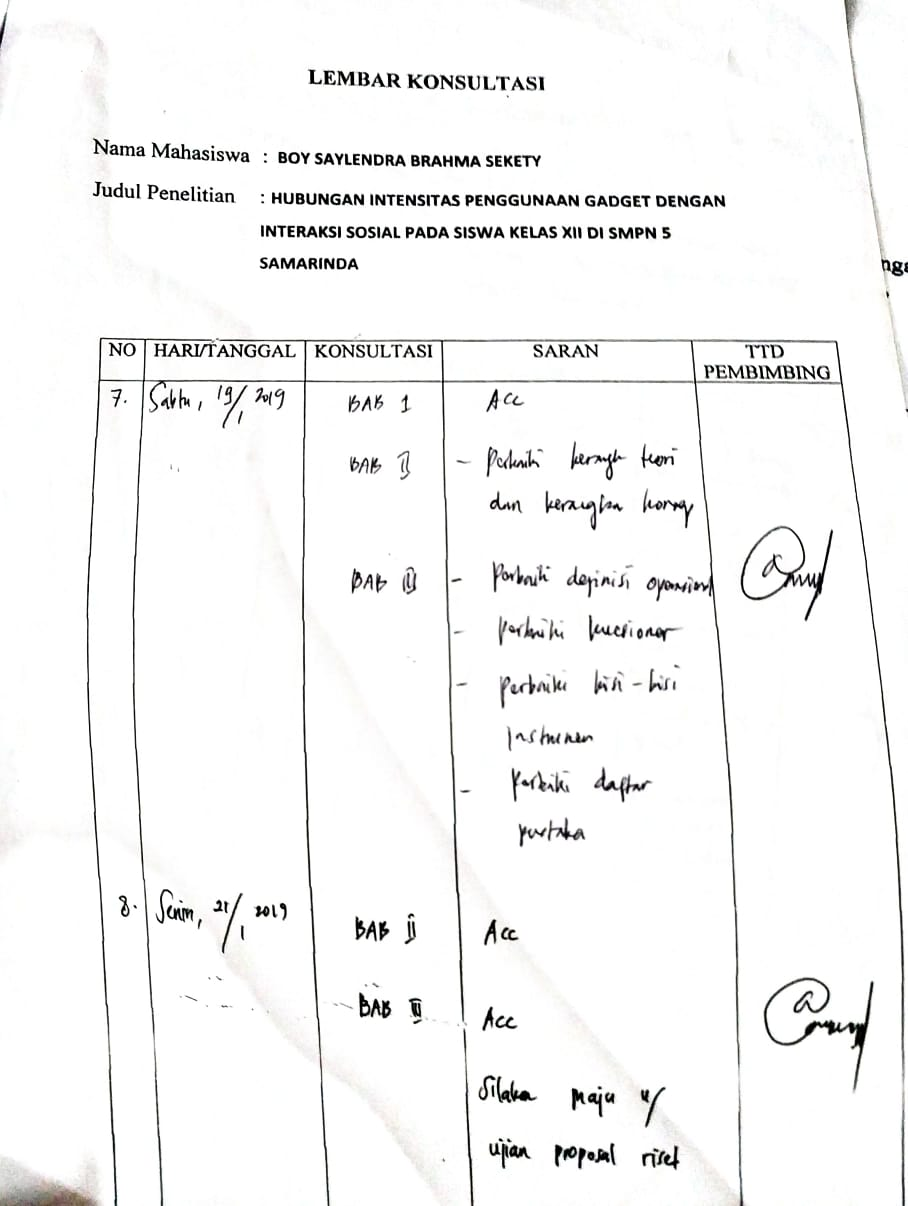 LEMBAR KONSULTASI
Nama Mahasiswa : BOY SAYLENDRA BRAHMA SEKETY
Judul Penelitian : HUBUNGAN INTENSITAS PENGGUNAAN GADGET DENGAN
INTERAKSI SOSIAL PADA SISWA KELAS XII DI SMPN 5
SAMARINDA
NO HARI/TANGGAL KONSULTASI SARAN TTD
PEMBIMBING
7. Sabtu, 19/1 2019 BAB I Acc
BAB II - Perbaiki kerangka teori
dan kerangka konsep
BAB III - Perbaiki definisi operasional
- Perbaiki kuesioner
- Perbaiki kisi-kisi
Instrumen
- Perbaiki daftar
pustaka
8. Senin, 21/1 2019 BAB II Acc
BAB III Acc
Silakan maju u/
ujian proposal riset